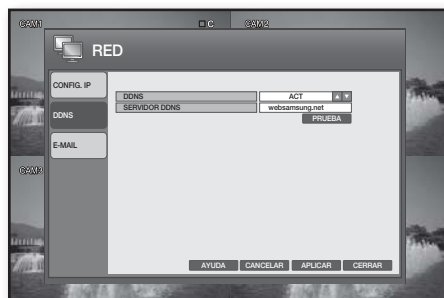 CAM1 C CAM2
RED
CONFIG. IP
DDNS ACT
SERVIDOR DDNS websamsung.net
DDNS
PRUEBA
E-MAIL
CAM3
AYUDA CANCELAR APLICAR CERRAR